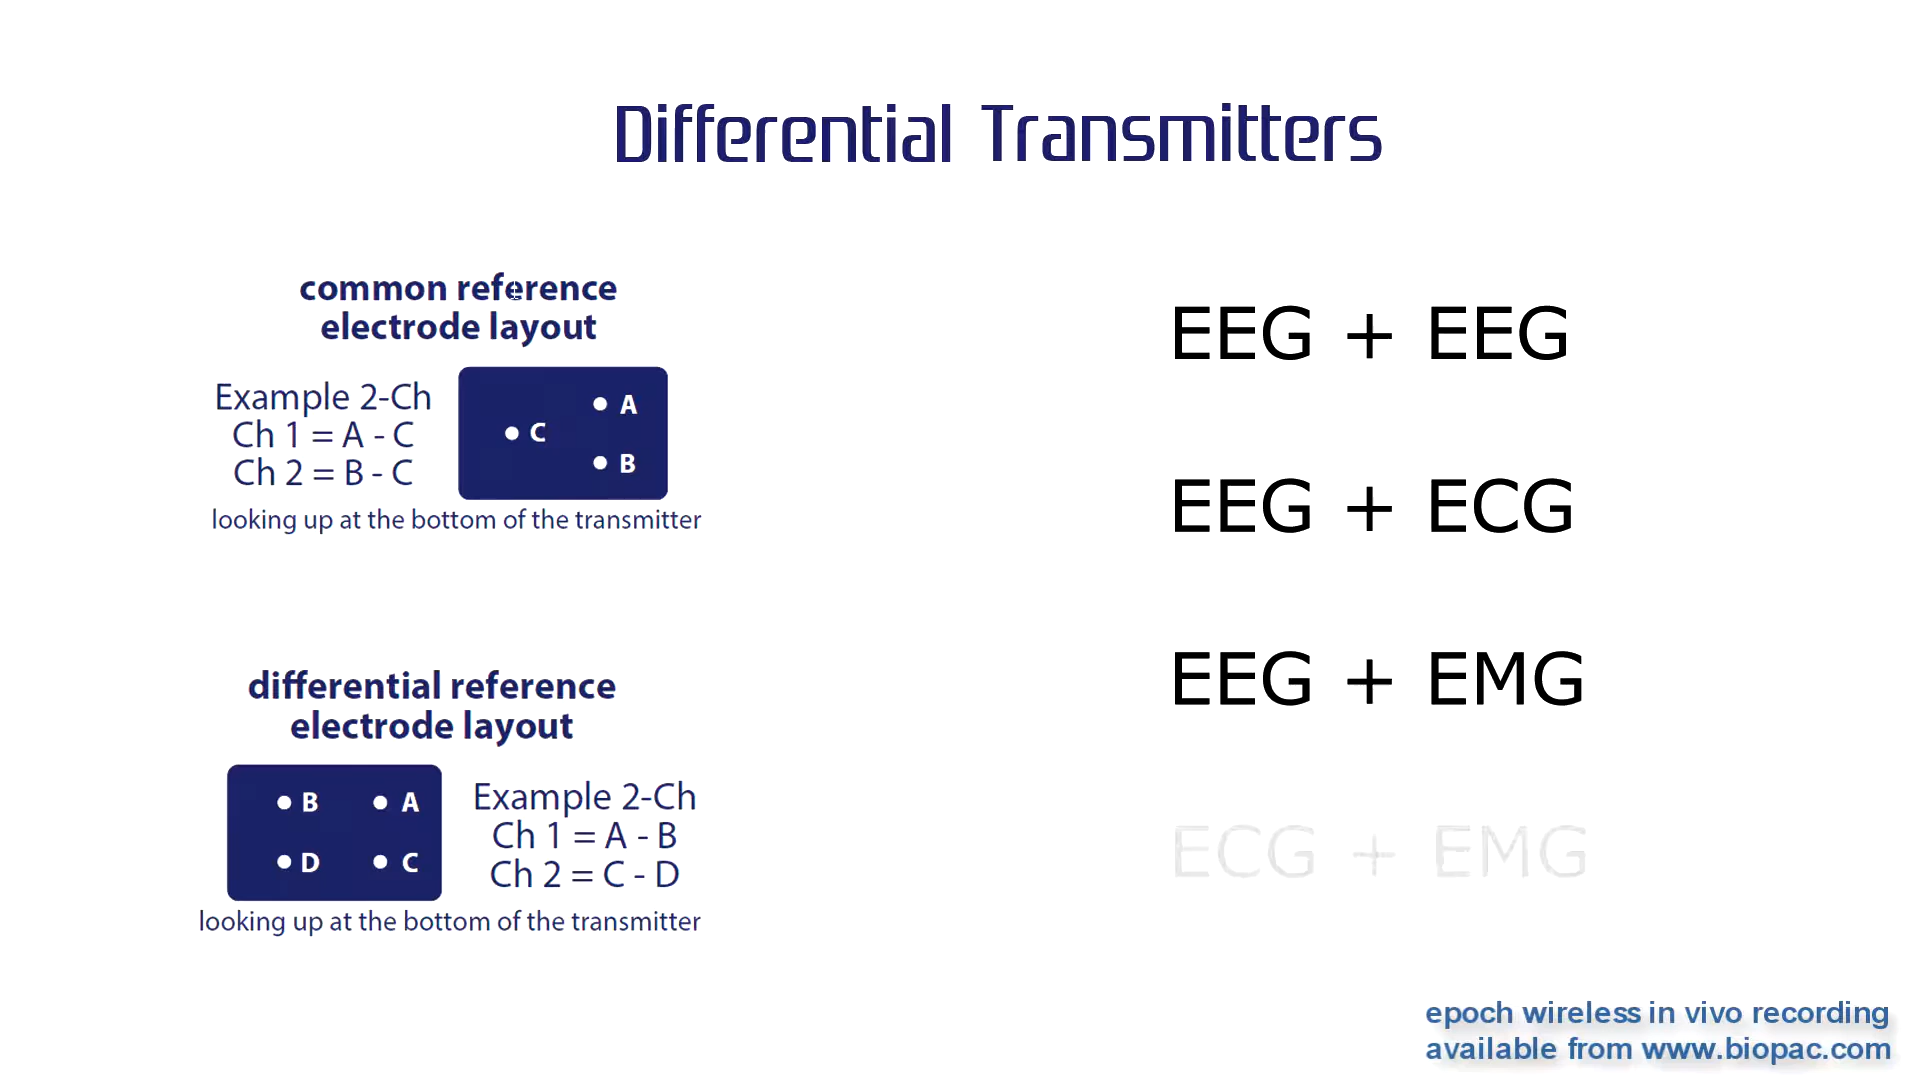 Differential Transmitters
common reference
electrode layout
Example 2-Ch
Ch 1 = A - C
Ch 2 = B - C
A
C
B
looking up at the bottom of the transmitter
differential reference
electrode layout
B A
D C
Example 2-Ch
Ch 1 = A - B
Ch 2 = C - D
looking up at the bottom of the transmitter
EEG + EEG
EEG + ECG
EEG + EMG
ECG + EMG
epoch wireless in vivo recording
available from www.biopac.com